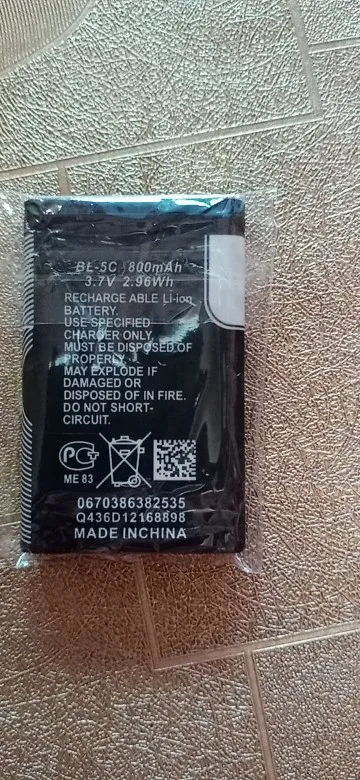 BL-5C 800mAh
3.7V 2.96Wh
RECHARGE ABLE Li-ion
BATTERY.
USE SPECIFIED
CHARGER ONLY.
MUST BE DISPOSED OF
PROPERLY.
MAY EXPLODE IF
DAMAGED OR
DISPOSED OF IN FIRE.
DO NOT SHORT-
CIRCUIT.
ME 83
0670386382535
Q436D12168898
MADE INCHINA